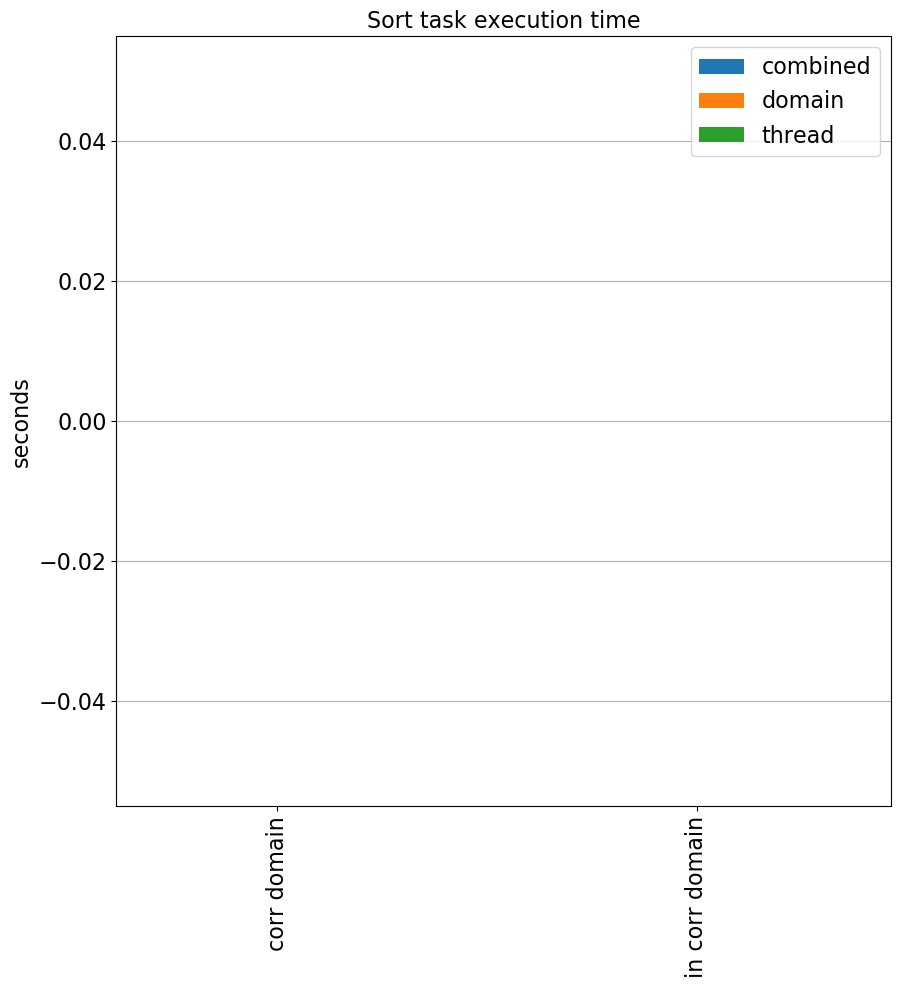 Sort task execution time
combined
domain
thread
0.04
0.02
0.00
−0.02
−0.04
seconds
corr domain
in corr domain